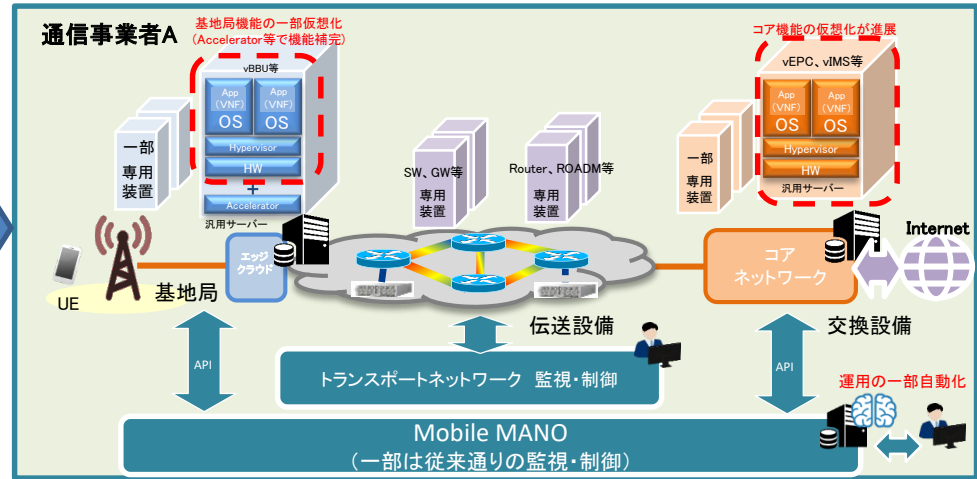 通信事業者A
基地局機能の一部仮想化
(Accelerator等で機能補完)
vBBU等
App
(VNF)
OS
App
(VNF)
OS
Hypervisor
HW
+
Accelerator
汎用サーバー
一部
専用
装置
SW、GW等
専用
装置
Router、ROADM等
専用
装置
コア機能の仮想化が進展
vEPC、vIMS等
App
(VNF)
OS
App
(VNF)
OS
Hypervisor
HW
汎用サーバー
一部
専用
装置
UE
基地局
エッジ
クラウド
コア
ネットワーク
Internet
伝送設備
交換設備
API
トランスポートネットワーク 監視・制御
API
運用の一部自動化
Mobile MANO
（一部は従来通りの監視・制御）